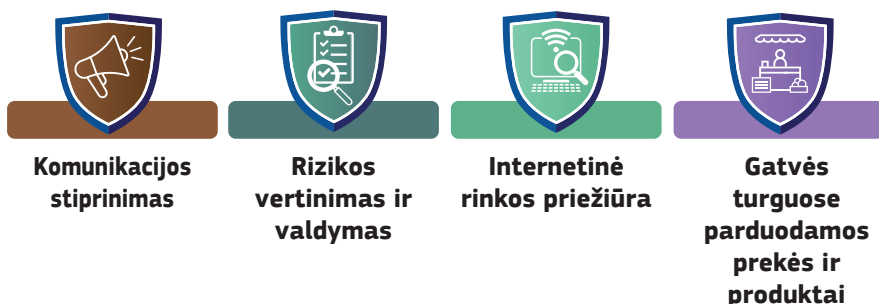 Komunikacijos
stiprinimas
Rizikos
vertinimas ir
valdymas
Internetinė
rinkos priežiūra
Gatvės
turguose
parduodamos
prekės ir
produktai